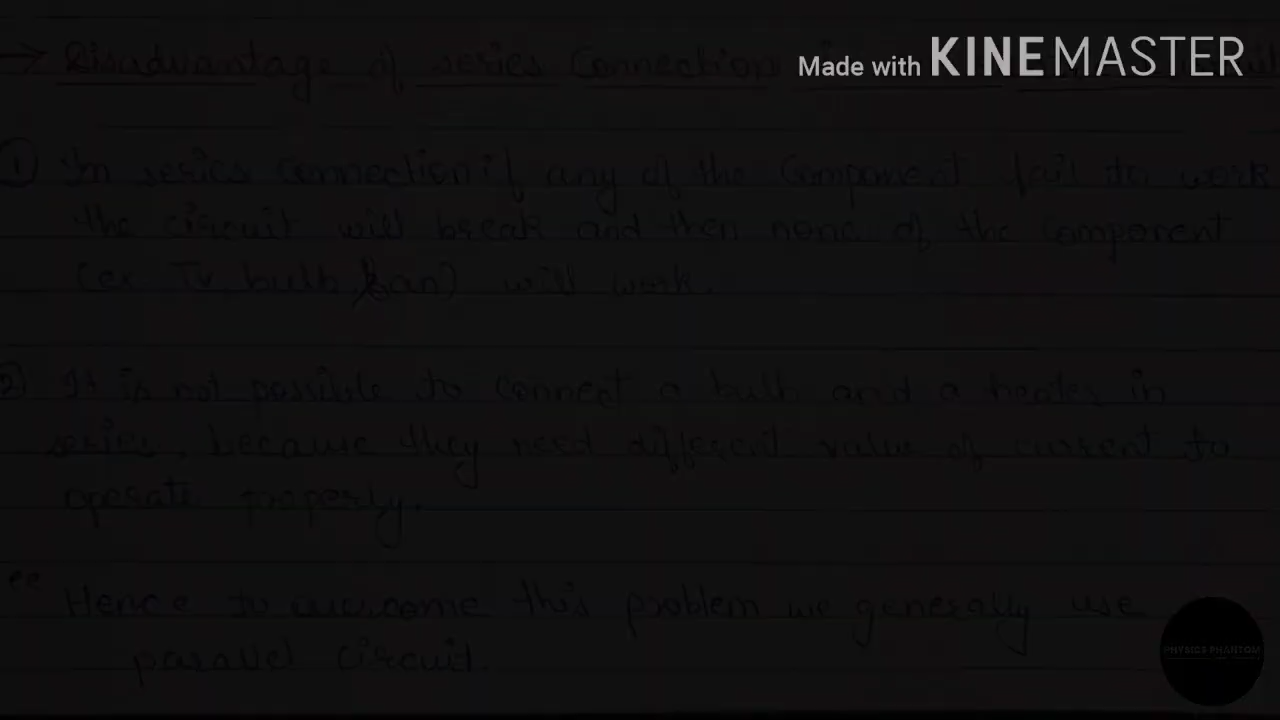 → Disadvantage of series Connection
Made with KINEMASTER
① In series connection if any of the Component fail to work
the circuit will break and then none of the component
(ex TV bulb, fan) will work.
② It is not possible to connect a bulb and a heater in
series, because they need different value of current to
operate properly.
Hence to overcome this problem we generally use
parallel circuit.
PHYSICS PHANTOM